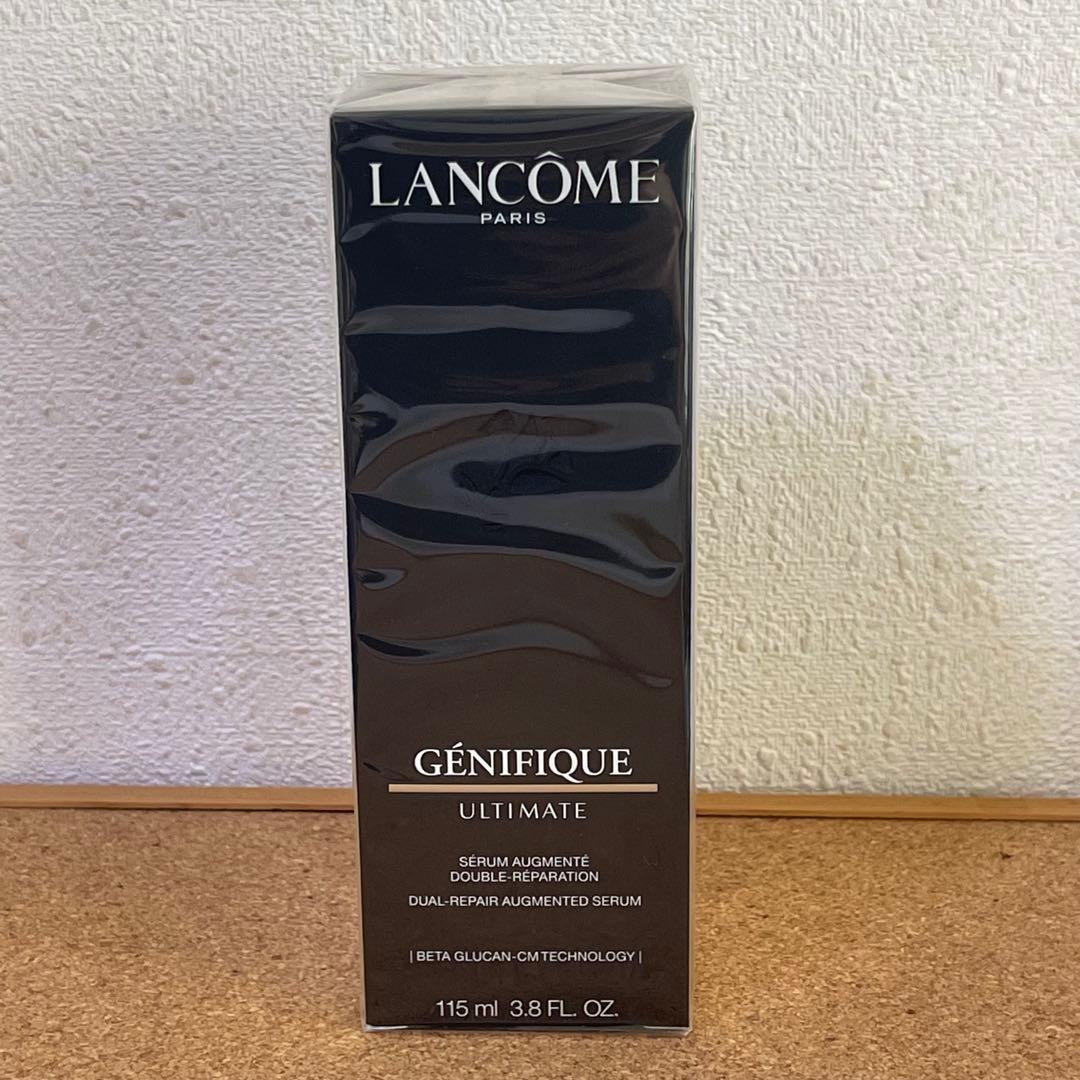 LANCÔME
PARIS
GÉNIFIQUE
ULTIMATE
SÉRUM AUGMENTÉ
DOUBLE-RÉPARATION
DUAL-REPAIR AUGMENTED SERUM
| BETA GLUCAN-CM TECHNOLOGY |
115 ml 3.8 FL. OZ.